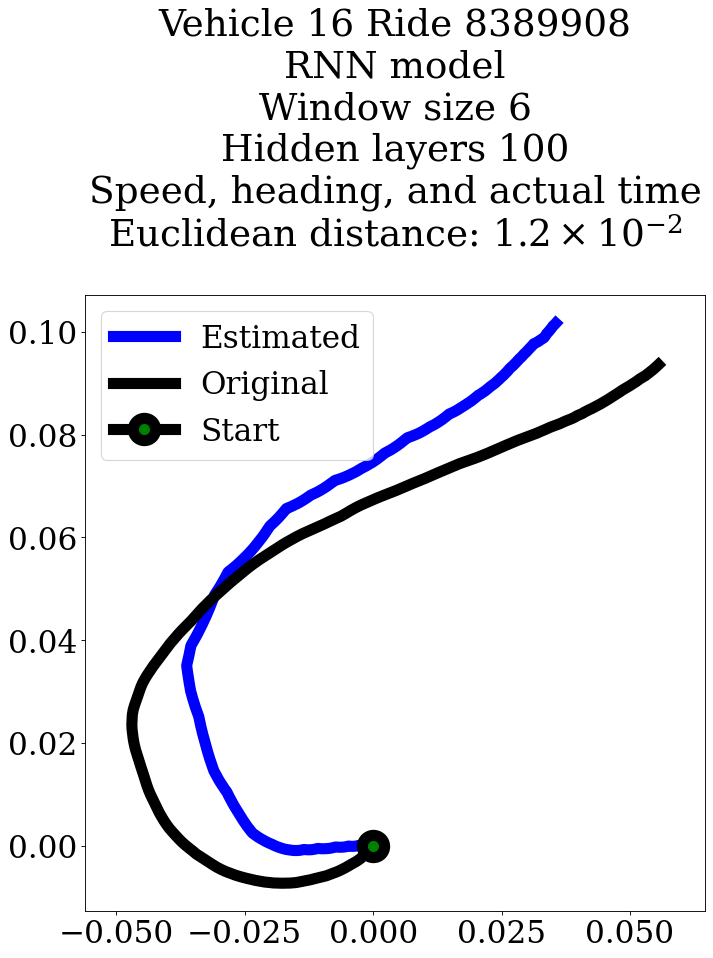 Vehicle 16 Ride 8389908
RNN model
Window size 6
Hidden layers 100
Speed, heading, and actual time
Euclidean distance: 1.2 × 10⁻²
Estimated
Original
Start
0.10
0.08
0.06
0.04
0.02
0.00
−0.050 −0.025 0.000 0.025 0.050